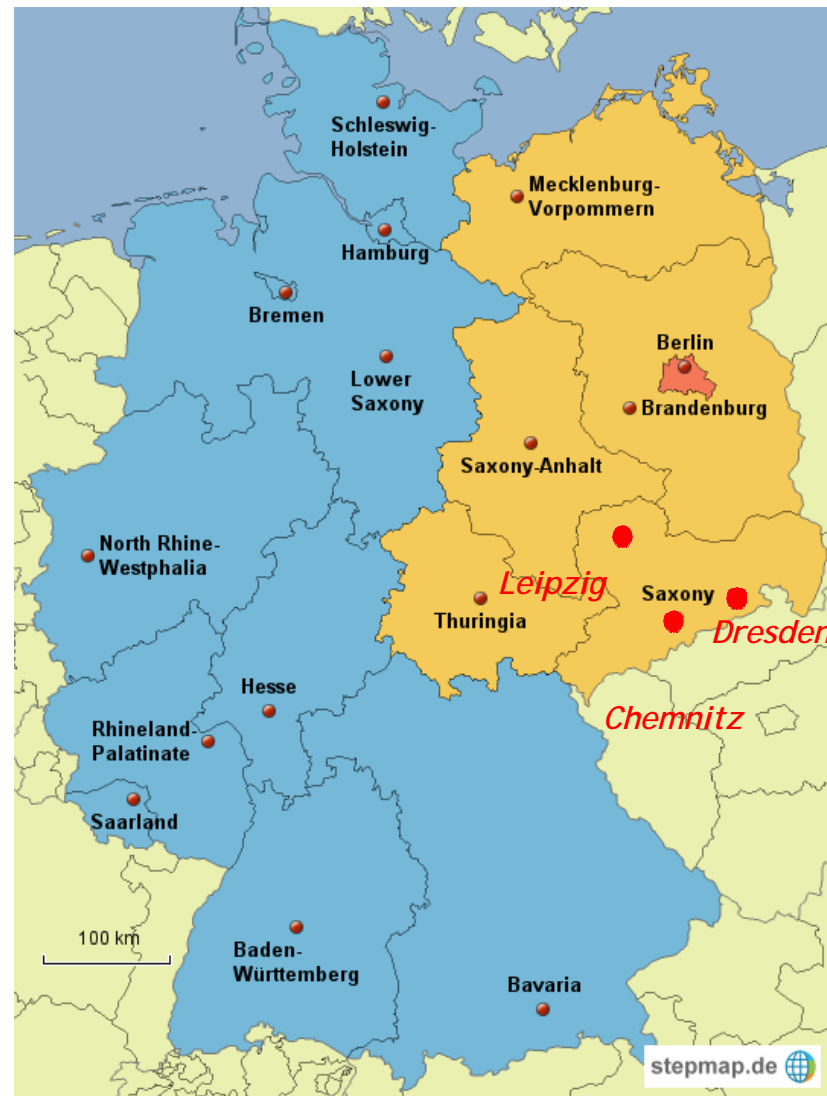 Schleswig-
Holstein
Mecklenburg-
Vorpommern
Hamburg
Bremen
Berlin
Lower
Saxony
Brandenburg
Saxony-Anhalt
North Rhine-
Westphalia
Leipzig
Saxony
Thuringia
Dresden
Hesse
Chemnitz
Rhineland-
Palatinate
Saarland
100 km
Baden-
Württemberg
Bavaria
stepmap.de